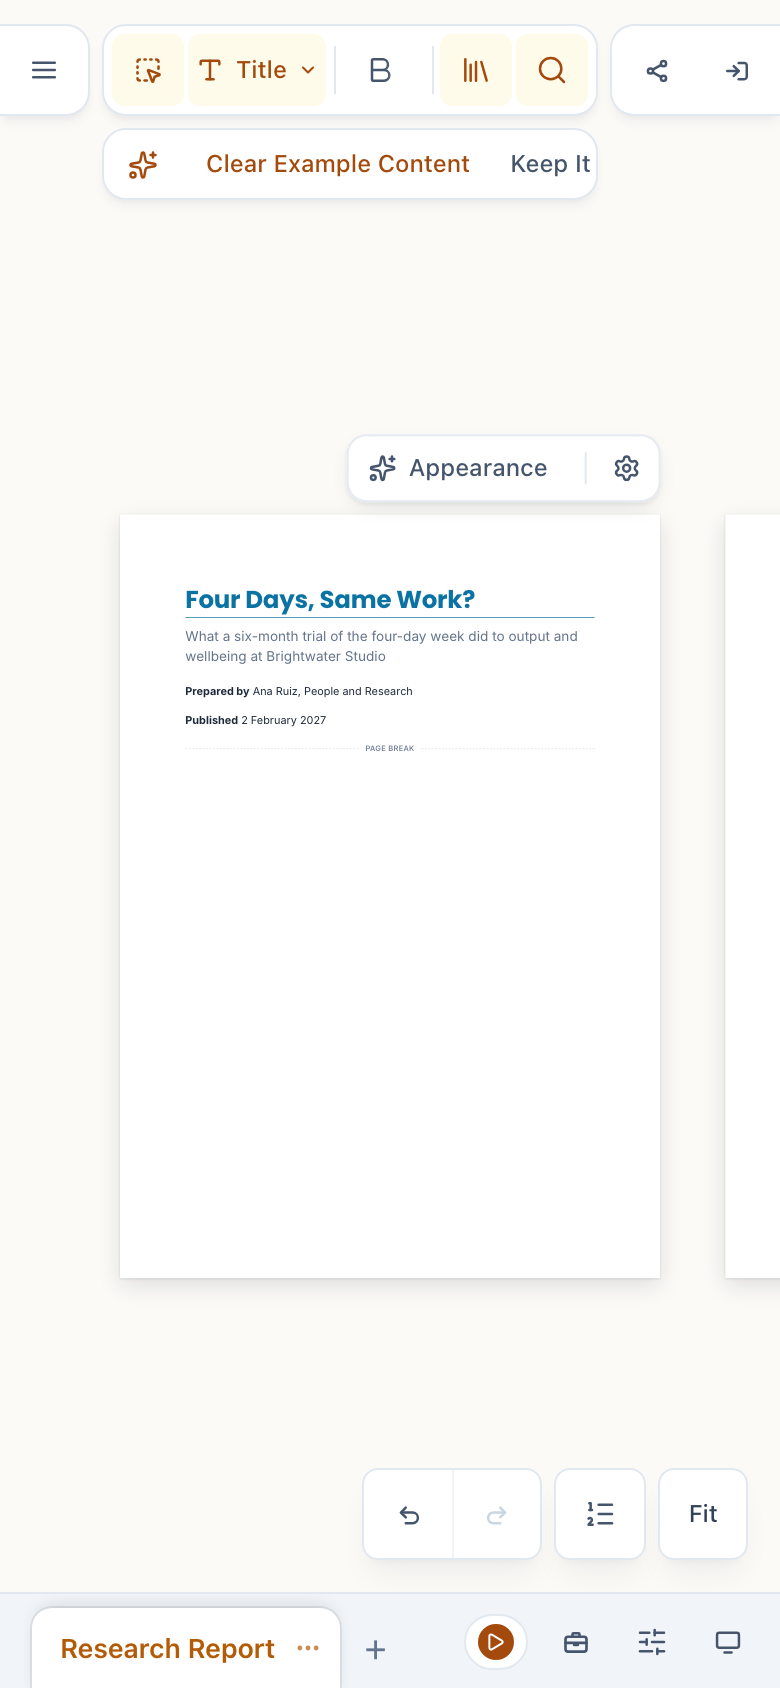 Title
B
Clear Example Content
Keep It
Appearance
Four Days, Same Work?
What a six-month trial of the four-day week did to output and
wellbeing at Brightwater Studio
Prepared by Ana Ruiz, People and Research
Published 2 February 2027
PAGE BREAK
Fit
Research Report